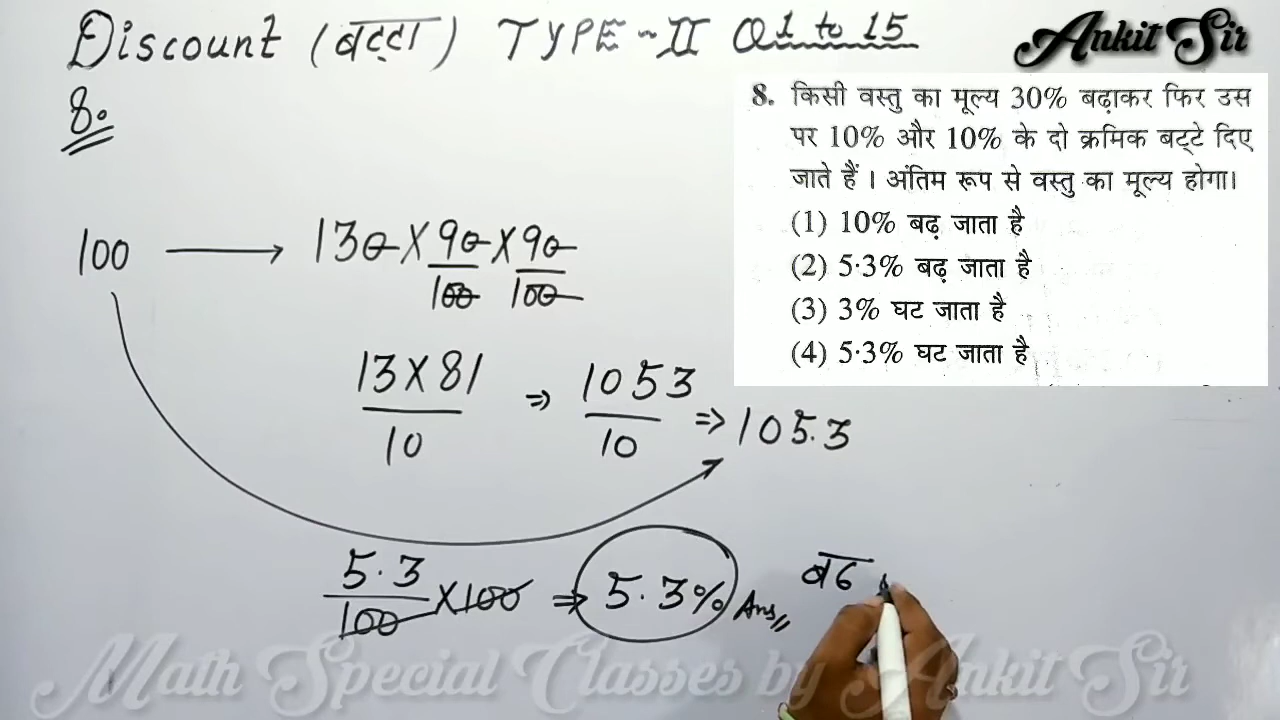 Discount (बट्टा) TYPE-II Q1 to 15
Ankit Sir
8.
8. किसी वस्तु का मूल्य 30% बढ़ाकर फिर उस
पर 10% और 10% के दो क्रमिक बट्टे दिए
जाते हैं । अंतिम रूप से वस्तु का मूल्य होगा।
(1) 10% बढ़ जाता है
(2) 5·3% बढ़ जाता है
(3) 3% घट जाता है
(4) 5·3% घट जाता है
100 → 130 × 90/100 × 90/100
13 × 81/10 ⇒ 1053/10 ⇒ 105.3
5.3/100 × 100 ⇒ 5.3% Ans,,
बढ
Math Special Classes by Ankit Sir